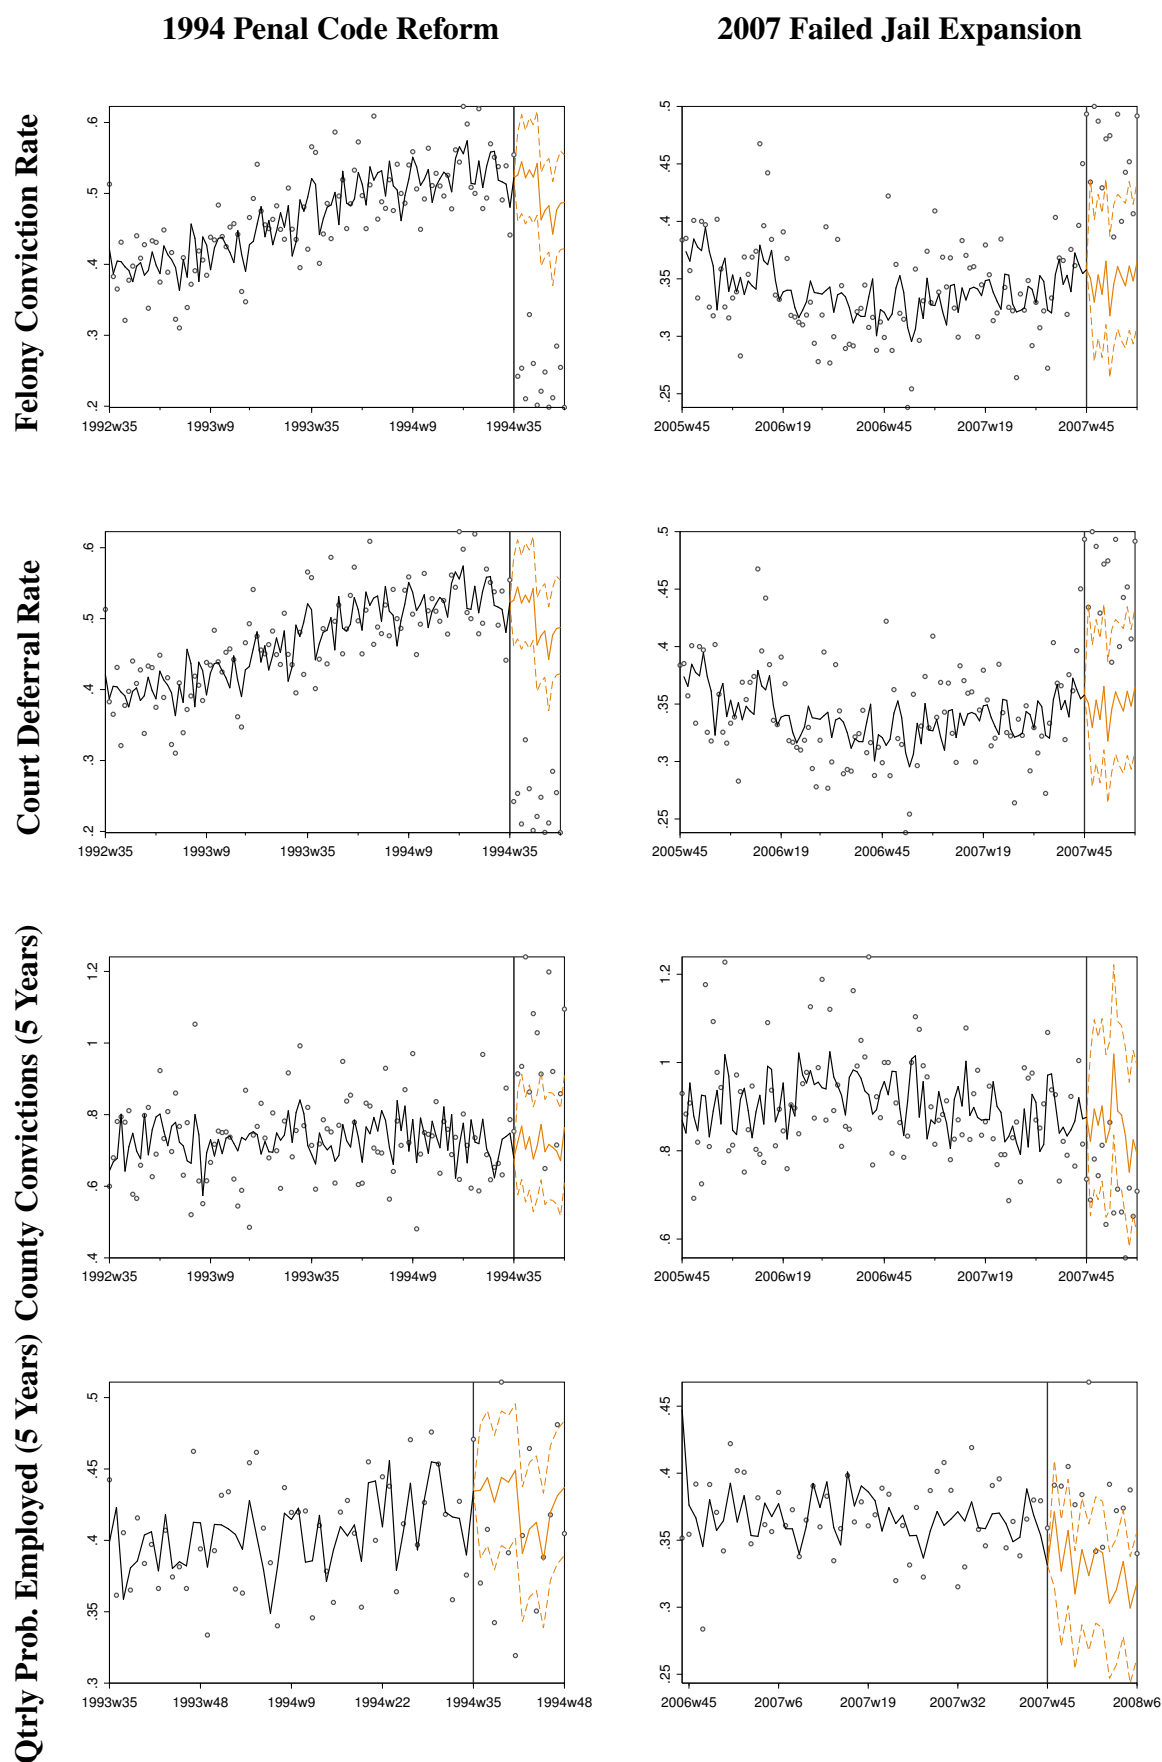 1994 Penal Code Reform
2007 Failed Jail Expansion
Felony Conviction Rate
.6
.5
.4
.3
.2
1992w35 1993w9 1993w35 1994w9 1994w35
.5
.45
.4
.35
.3
.25
2005w45 2006w19 2006w45 2007w19 2007w45
Court Deferral Rate
.6
.5
.4
.3
.2
1992w35 1993w9 1993w35 1994w9 1994w35
.5
.45
.4
.35
.3
.25
2005w45 2006w19 2006w45 2007w19 2007w45
County Convictions (5 Years)
1.2
1
.8
.6
.4
1992w35 1993w9 1993w35 1994w9 1994w35
1.2
1
.8
.6
2005w45 2006w19 2006w45 2007w19 2007w45
Qtrly Prob. Employed (5 Years)
.5
.45
.4
.35
.3
1993w35 1993w48 1994w9 1994w22 1994w35 1994w48
.45
.4
.35
.3
.25
2006w45 2007w6 2007w19 2007w32 2007w45 2008w6